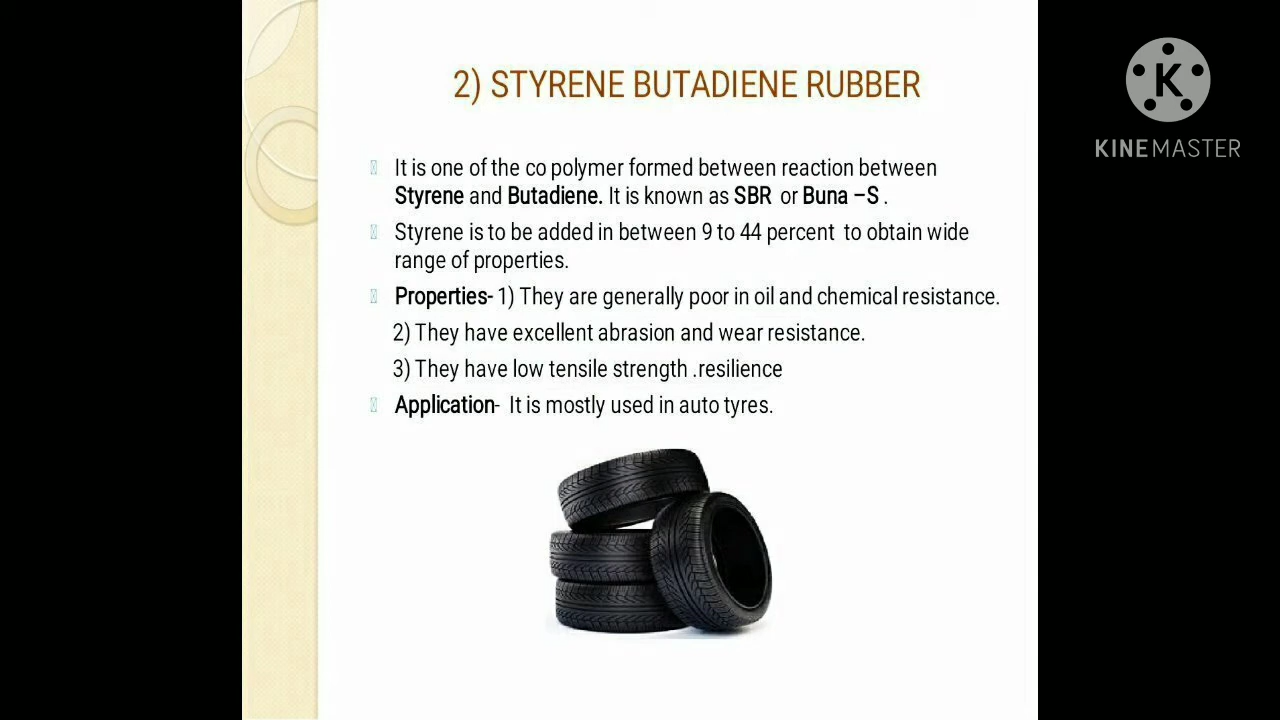 2) STYRENE BUTADIENE RUBBER
It is one of the co polymer formed between reaction between
Styrene and Butadiene. It is known as SBR or Buna –S .
Styrene is to be added in between 9 to 44 percent to obtain wide
range of properties.
Properties- 1) They are generally poor in oil and chemical resistance.
2) They have excellent abrasion and wear resistance.
3) They have low tensile strength .resilience
Application- It is mostly used in auto tyres.
K
KINEMASTER